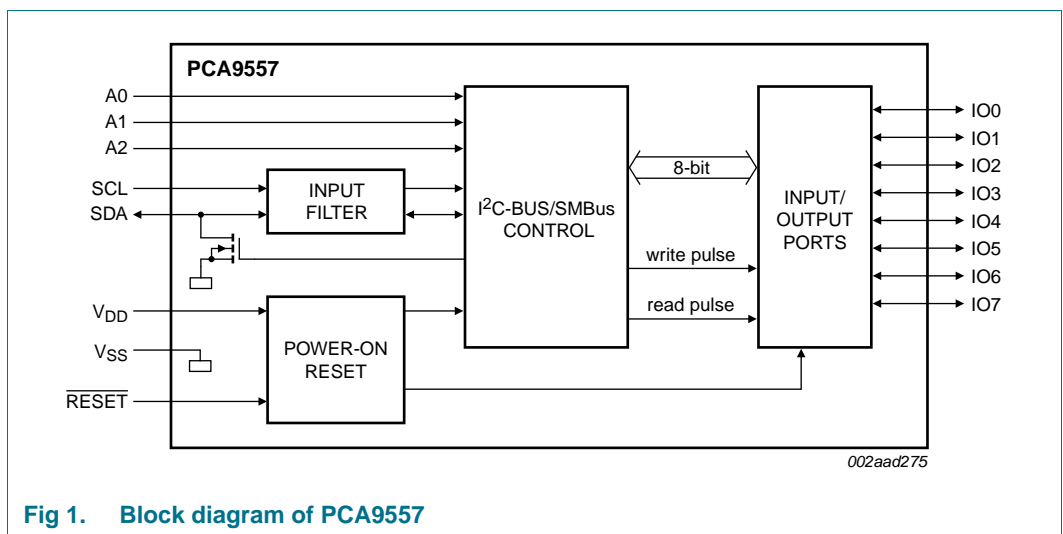 PCA9557
A0
A1
A2
SCL
SDA
INPUT
FILTER
I²C-BUS/SMBus
CONTROL
8-bit
write pulse
read pulse
INPUT/
OUTPUT
PORTS
IO0
IO1
IO2
IO3
IO4
IO5
IO6
IO7
VDD
VSS
RESET
POWER-ON
RESET
002aad275
Fig 1. Block diagram of PCA9557